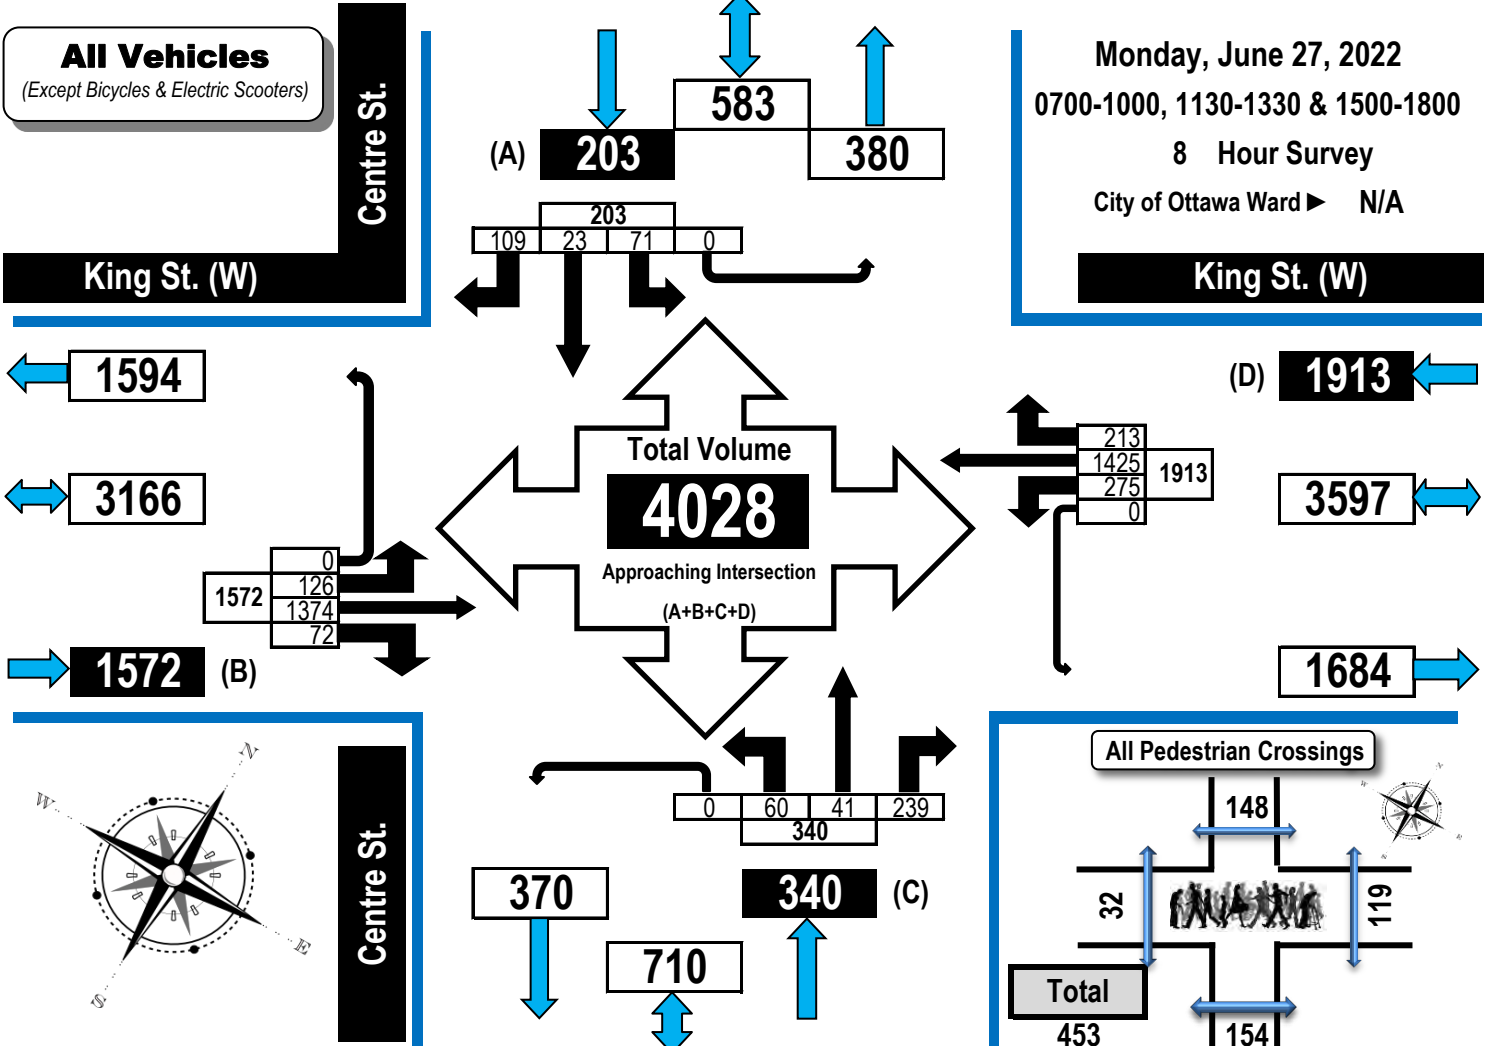 All Vehicles
(Except Bicycles & Electric Scooters)
Centre St.
King St. (W)
583
(A) 203
380
203
109 23 71 0
Monday, June 27, 2022
0700-1000, 1130-1330 & 1500-1800
8 Hour Survey
City of Ottawa Ward ► N/A
King St. (W)
1594
3166
0
126
1374
72
1572
1572 (B)
Total Volume
4028
Approaching Intersection
(A+B+C+D)
(D) 1913
213
1425
275
0
1913
3597
1684
N
W
E
S
Centre St.
0 60 41 239
340
370
340 (C)
710
All Pedestrian Crossings
148
N
W
E
S
32
119
Total
453
154